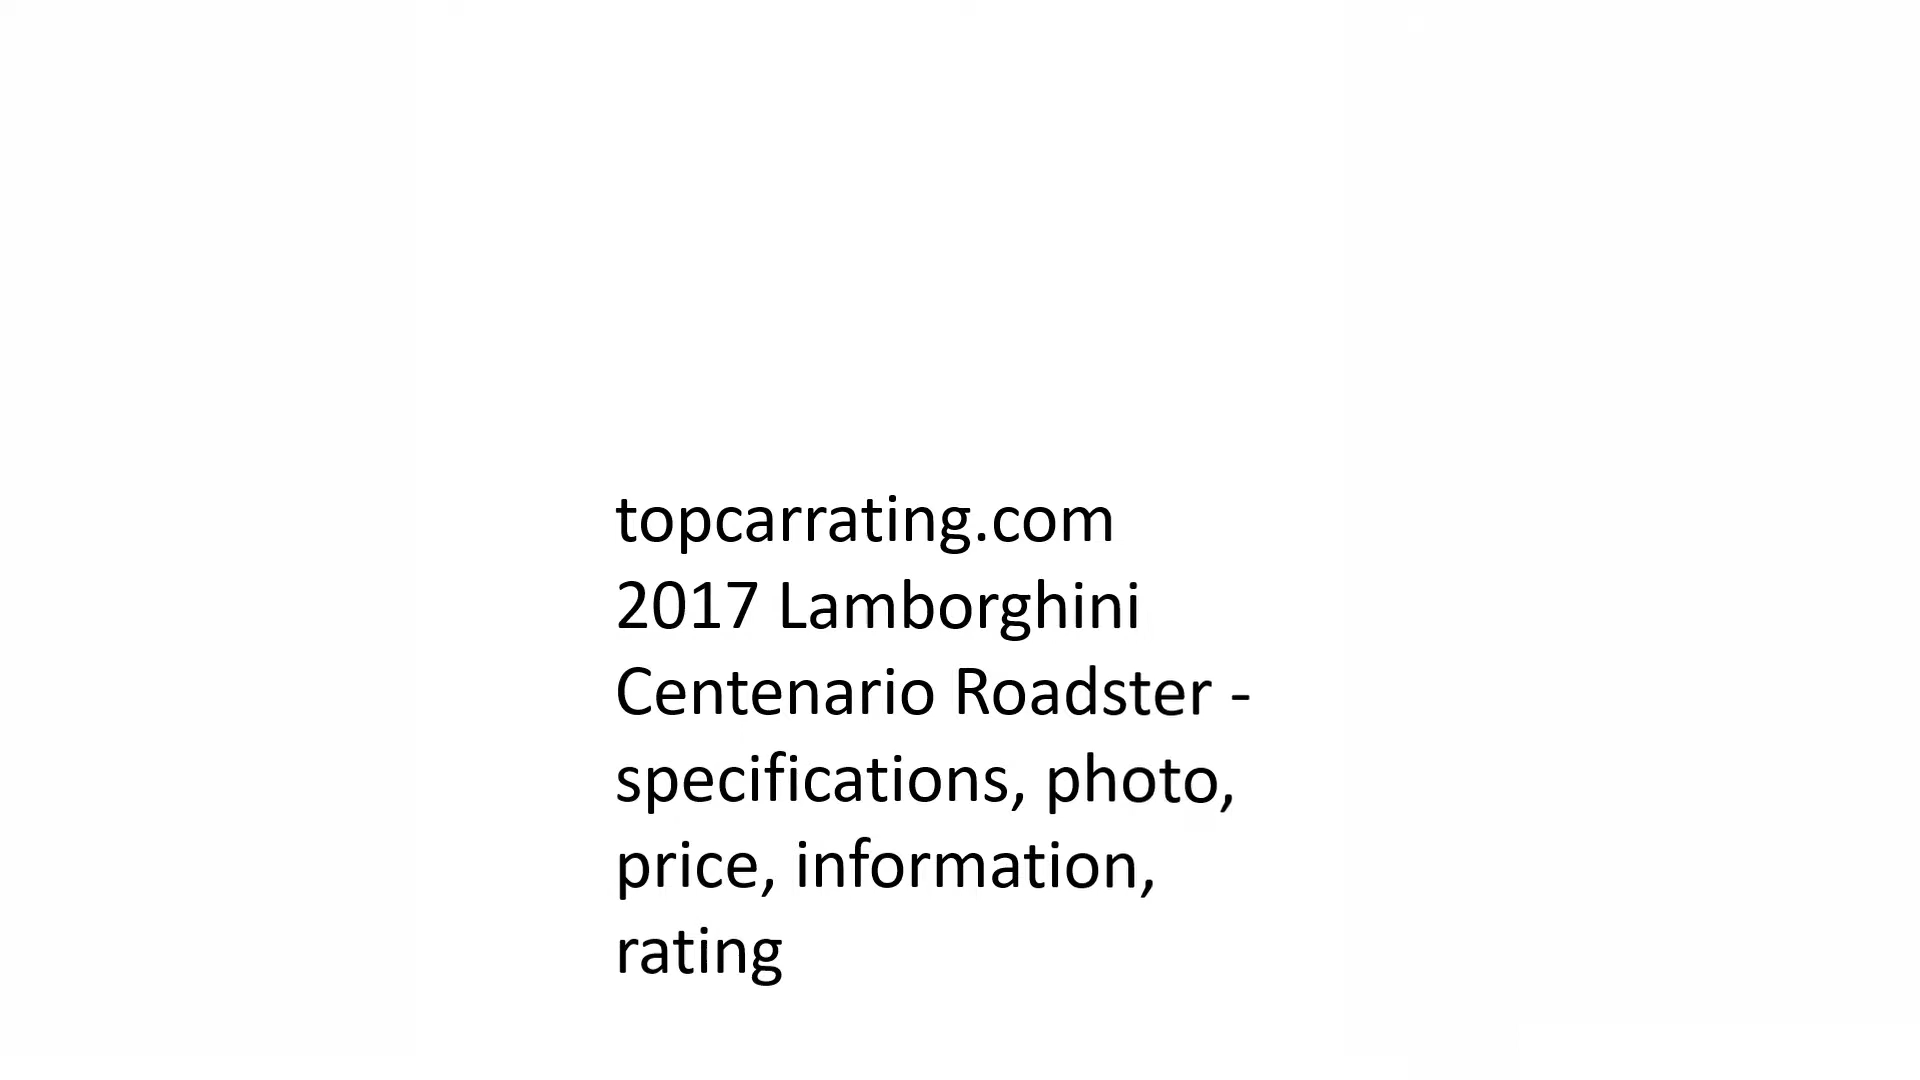 topcarrating.com
2017 Lamborghini
Centenario Roadster -
specifications, photo,
price, information,
rating